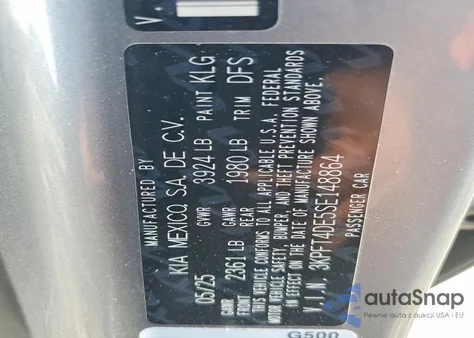 V.
MANUFACTURED BY
KIA MEXICO, S.A. DE C.V.
05/25 GVWR 3924 LB PAINT KLG
GAWR FRONT 2361 LB GAWR REAR 1980 LB TRIM DFS
THIS VEHICLE CONFORMS TO ALL APPLICABLE U.S.A. FEDERAL
MOTOR VEHICLE SAFETY, BUMPER, AND THEFT PREVENTION STANDARDS
IN EFFECT ON THE DATE OF MANUFACTURE SHOWN ABOVE.
V.I.N. 3KPFT4DE5SE148864
PASSENGER CAR
G500
autoSnap
Pewne auta z aukcji z USA i EU